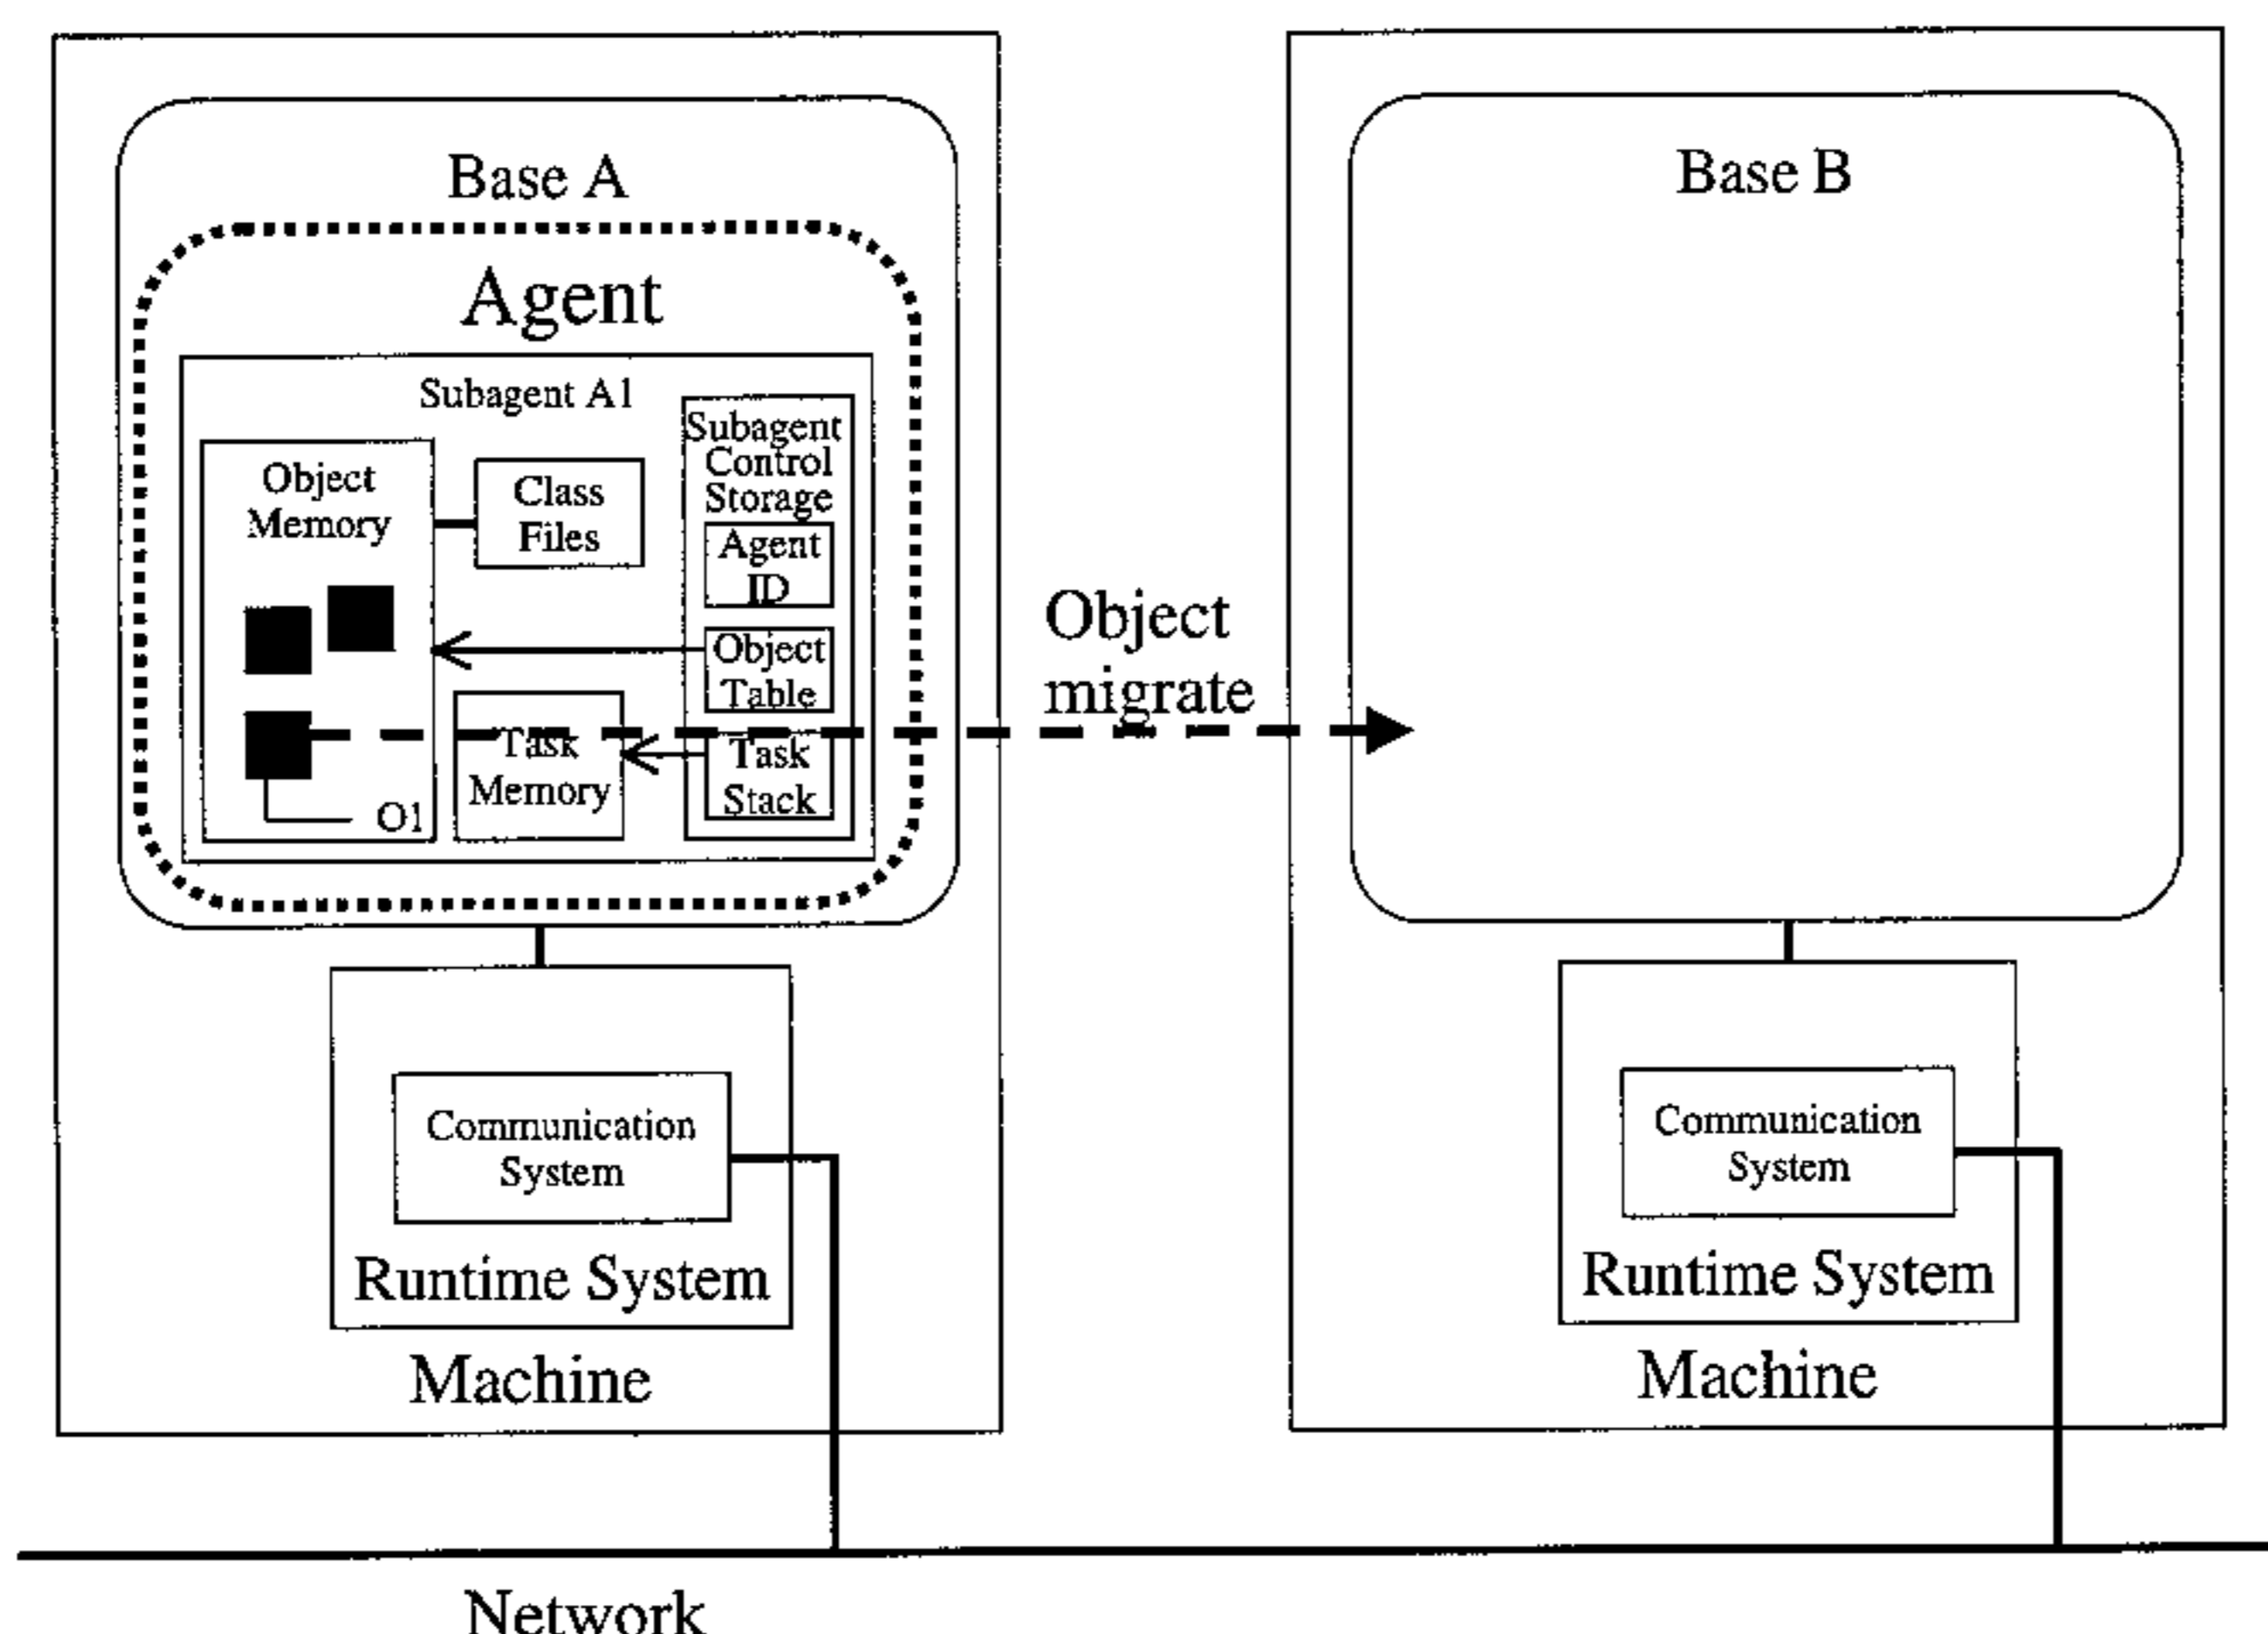 Base A
Agent
Subagent A1
Object
Memory
Class
Files
Subagent
Control
Storage
Agent
ID
Object
Table
Task
Memory
Task
Stack
O1
Object
migrate
Base B
Communication
System
Runtime System
Machine
Communication
System
Runtime System
Machine
Network